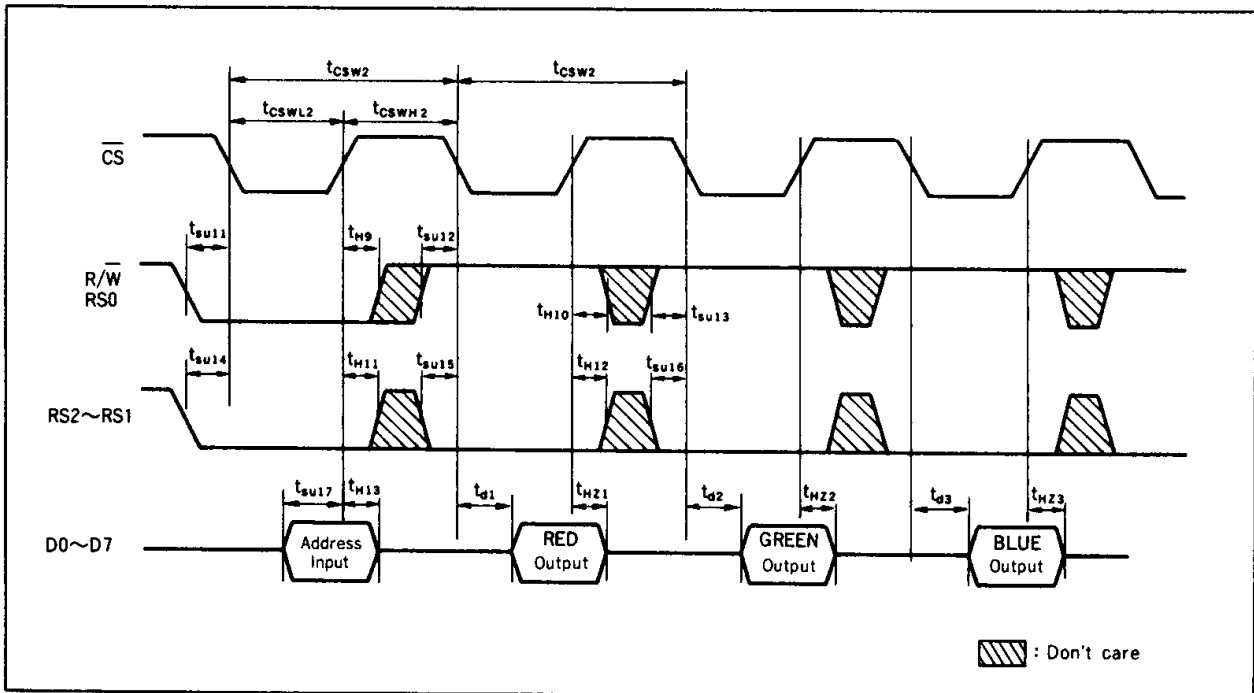 tCSW2 tCSW2
tCSWL2 tCSWH2
CS
tsu11 tH9 tsu12
R/W
RS0
tH10 tsu13
tsu14 tH11 tsu15 tH12 tsu16
RS2~RS1
tsu17 tH13 td1 tHZ1 td2 tHZ2 td3 tHZ3
D0~D7
Address
Input
RED
Output
GREEN
Output
BLUE
Output
: Don't care